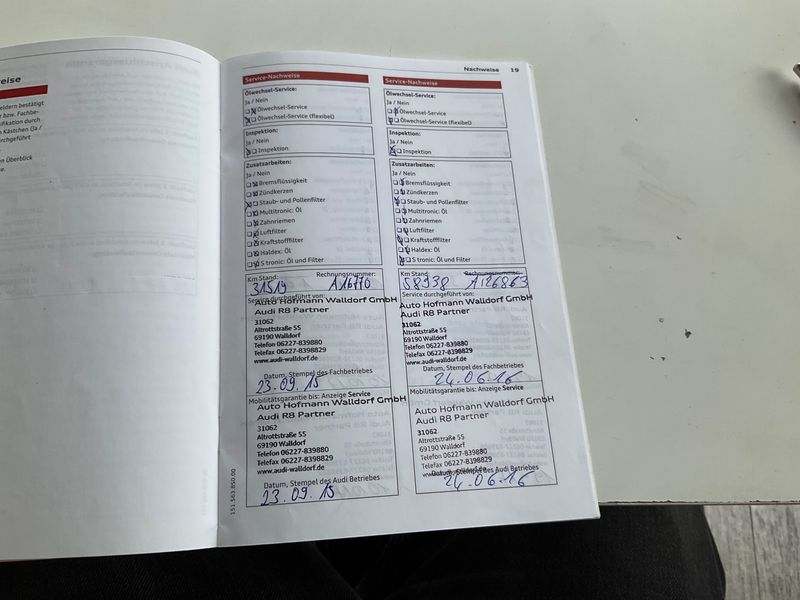 eise
eldern bestätigt
r bzw. Fachbe-
ifikation durch
n Kästchen (Ja /
urchgeführt
en Überblick
e.
Nachweise 19
Service-Nachweise
Ölwechsel-Service:
Ja / Nein
Ölwechsel-Service
Ölwechsel-Service (flexibel)
Inspektion:
Ja / Nein
Inspektion
Zusatzarbeiten:
Ja / Nein
Bremsflüssigkeit
Zündkerzen
Staub- und Pollenfilter
Multitronic: Öl
Zahnriemen
Luftfilter
Kraftstofffilter
Haldex: Öl
S tronic: Öl und Filter
Km Stand: Rechnungsnummer:
31519 A16770
Service durchgeführt von:
Auto Hofmann Walldorf GmbH
Audi R8 Partner
31062
Altrottstraße 55
69190 Walldorf
Telefon 06227-839880
Telefax 06227-8398829
www.audi-walldorf.de
Datum, Stempel des Fachbetriebes
23.09.15
Mobilitätsgarantie bis: Anzeige Service
Auto Hofmann Walldorf GmbH
Audi R8 Partner
31062
Altrottstraße 55
69190 Walldorf
Telefon 06227-839880
Telefax 06227-8398829
www.audi-walldorf.de
Datum, Stempel des Audi Betriebes
23.09.15
151.563.850.00
Service-Nachweise
Ölwechsel-Service:
Ja / Nein
Ölwechsel-Service
Ölwechsel-Service (flexibel)
Inspektion:
Ja / Nein
Inspektion
Zusatzarbeiten:
Ja / Nein
Bremsflüssigkeit
Zündkerzen
Staub- und Pollenfilter
Multitronic: Öl
Zahnriemen
Luftfilter
Kraftstofffilter
Haldex: Öl
S tronic: Öl und Filter
Km Stand: Rechnungsnummer:
58938 A126863
Service durchgeführt von:
Auto Hofmann Walldorf GmbH
Audi R8 Partner
31062
Altrottstraße 55
69190 Walldorf
Telefon 06227-839880
Telefax 06227-8398829
www.audi-walldorf.de
Datum, Stempel des Fachbetriebes
24.06.16
Mobilitätsgarantie bis: Anzeige Service
Auto Hofmann Walldorf GmbH
Audi R8 Partner
31062
Altrottstraße 55
69190 Walldorf
Telefon 06227-839880
Telefax 06227-8398829
www.audi-walldorf.de
Datum, Stempel des Audi Betriebes
24.06.16